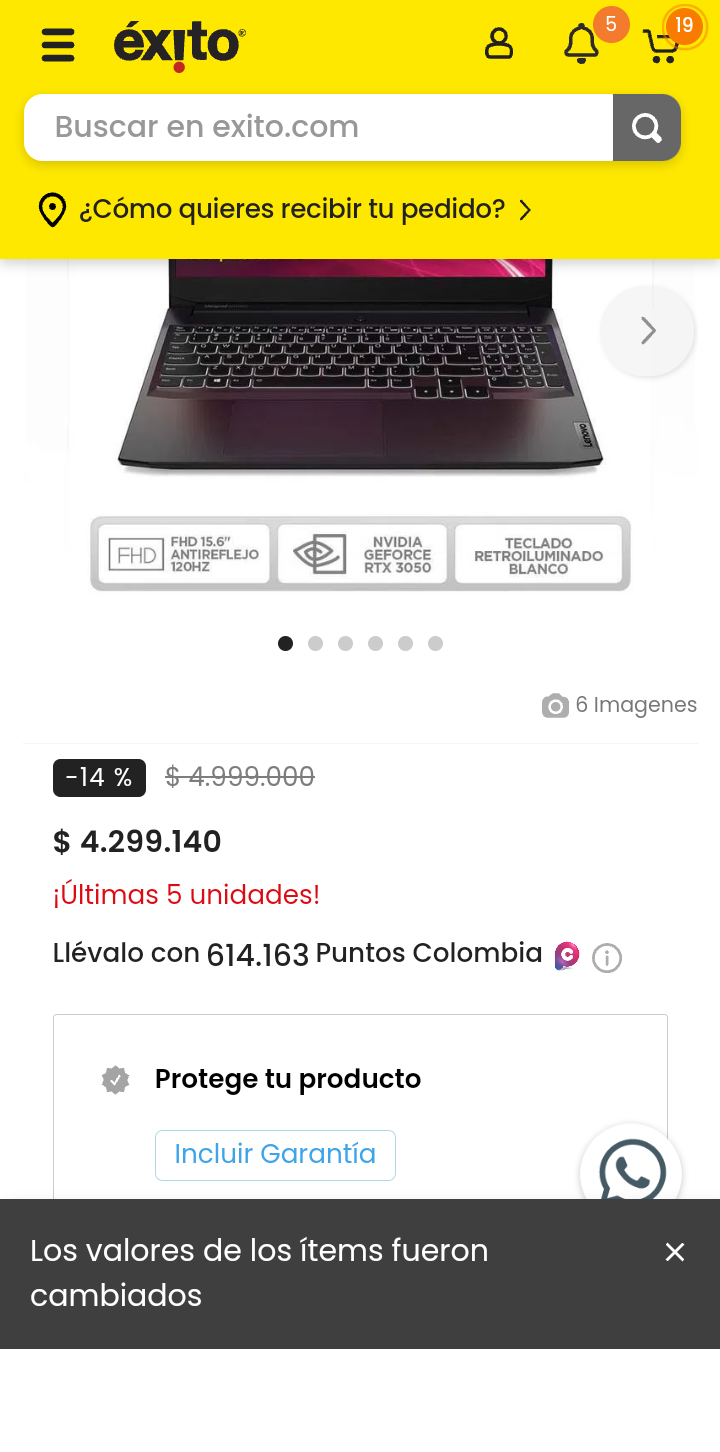 éxito®
5
19
Buscar en exito.com
¿Cómo quieres recibir tu pedido?
Lenovo
FHD
FHD 15.6"
ANTIREFLEJO
120HZ
NVIDIA
GEFORCE
RTX 3050
TECLADO
RETROILUMINADO
BLANCO
6 Imagenes
-14 %
$ 4.999.000
$ 4.299.140
¡Últimas 5 unidades!
Llévalo con 614.163 Puntos Colombia
Protege tu producto
Incluir Garantía
Los valores de los ítems fueron
cambiados